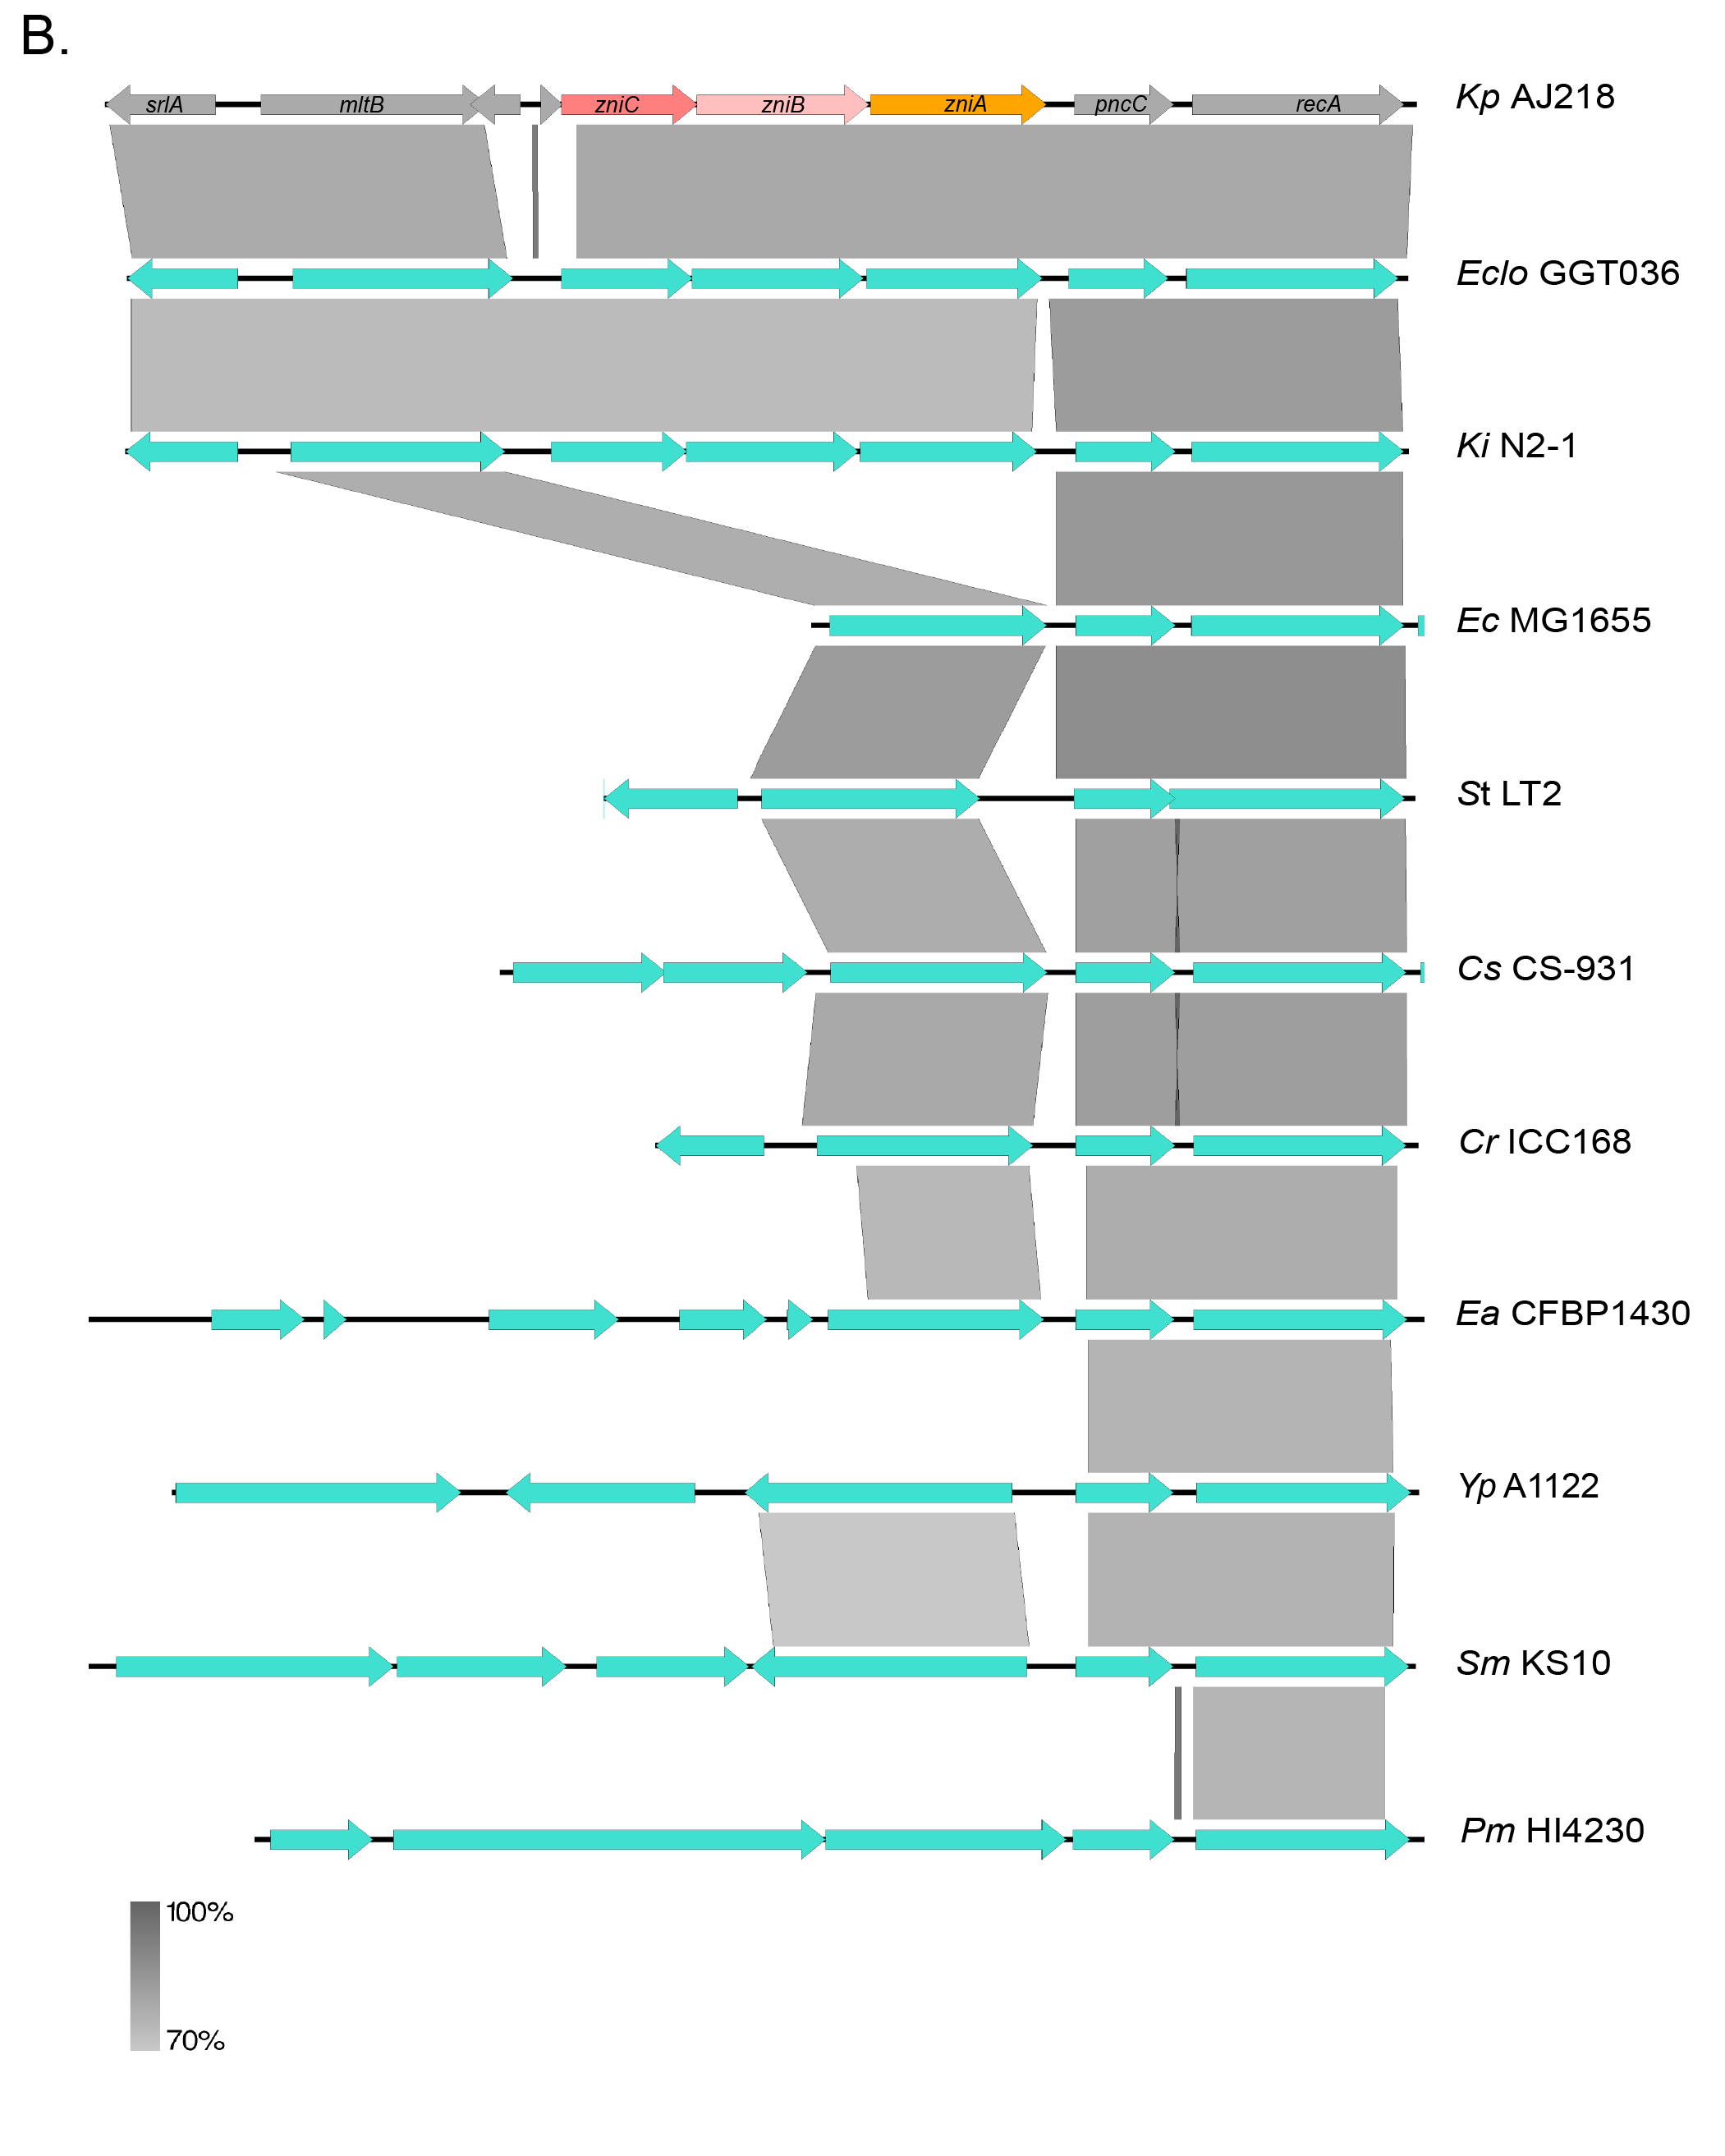 B.
srlA mltB zniC zniB zniA pncC recA Kp AJ218
Eclo GGT036
Ki N2-1
Ec MG1655
St LT2
Cs CS-931
Cr ICC168
Ea CFBP1430
Yp A1122
Sm KS10
Pm HI4230
100%
70%